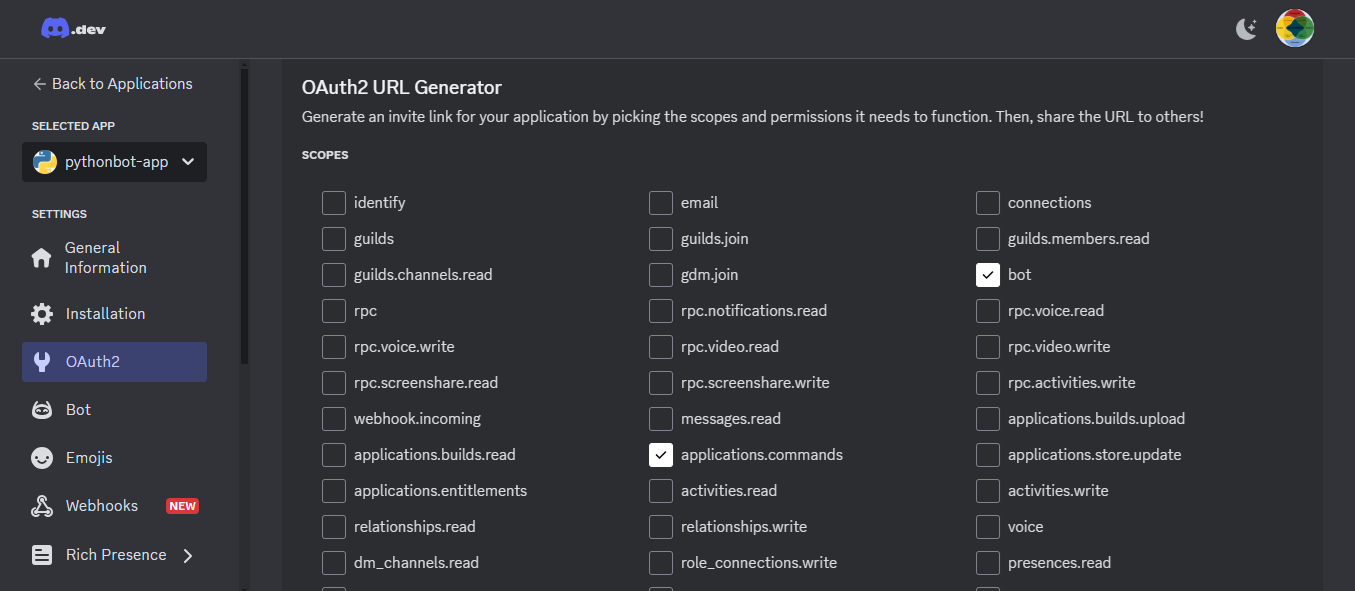 .dev
Back to Applications
SELECTED APP
pythonbot-app
SETTINGS
General
Information
Installation
OAuth2
Bot
Emojis
Webhooks NEW
Rich Presence
OAuth2 URL Generator
Generate an invite link for your application by picking the scopes and permissions it needs to function. Then, share the URL to others!
SCOPES
identify email connections
guilds guilds.join guilds.members.read
guilds.channels.read gdm.join bot
rpc rpc.notifications.read rpc.voice.read
rpc.voice.write rpc.video.read rpc.video.write
rpc.screenshare.read rpc.screenshare.write rpc.activities.write
webhook.incoming messages.read applications.builds.upload
applications.builds.read applications.commands applications.store.update
applications.entitlements activities.read activities.write
relationships.read relationships.write voice
dm_channels.read role_connections.write presences.read